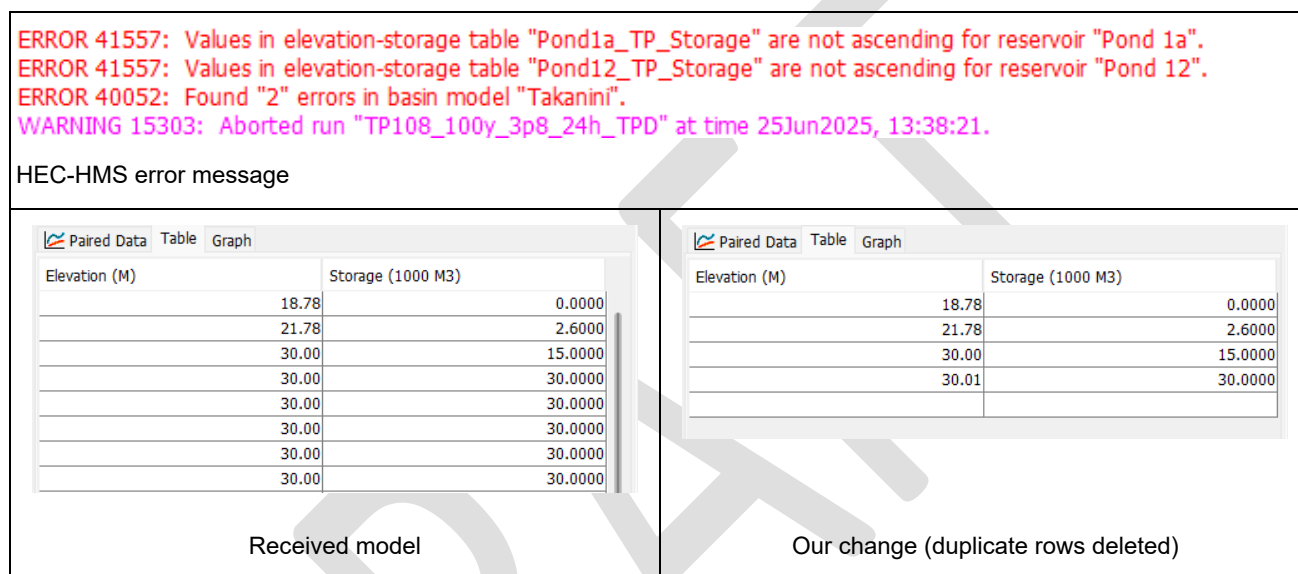 ERROR 41557: Values in elevation-storage table "Pond1a_TP_Storage" are not ascending for reservoir "Pond 1a".
ERROR 41557: Values in elevation-storage table "Pond12_TP_Storage" are not ascending for reservoir "Pond 12".
ERROR 40052: Found "2" errors in basin model "Takanini".
WARNING 15303: Aborted run "TP108_100y_3p8_24h_TPD" at time 25Jun2025, 13:38:21.
HEC-HMS error message
Paired Data Table Graph
Elevation (M) Storage (1000 M3)
18.78 0.0000
21.78 2.6000
30.00 15.0000
30.00 30.0000
30.00 30.0000
30.00 30.0000
30.00 30.0000
30.00 30.0000
Received model
Paired Data Table Graph
Elevation (M) Storage (1000 M3)
18.78 0.0000
21.78 2.6000
30.00 15.0000
30.01 30.0000
Our change (duplicate rows deleted)